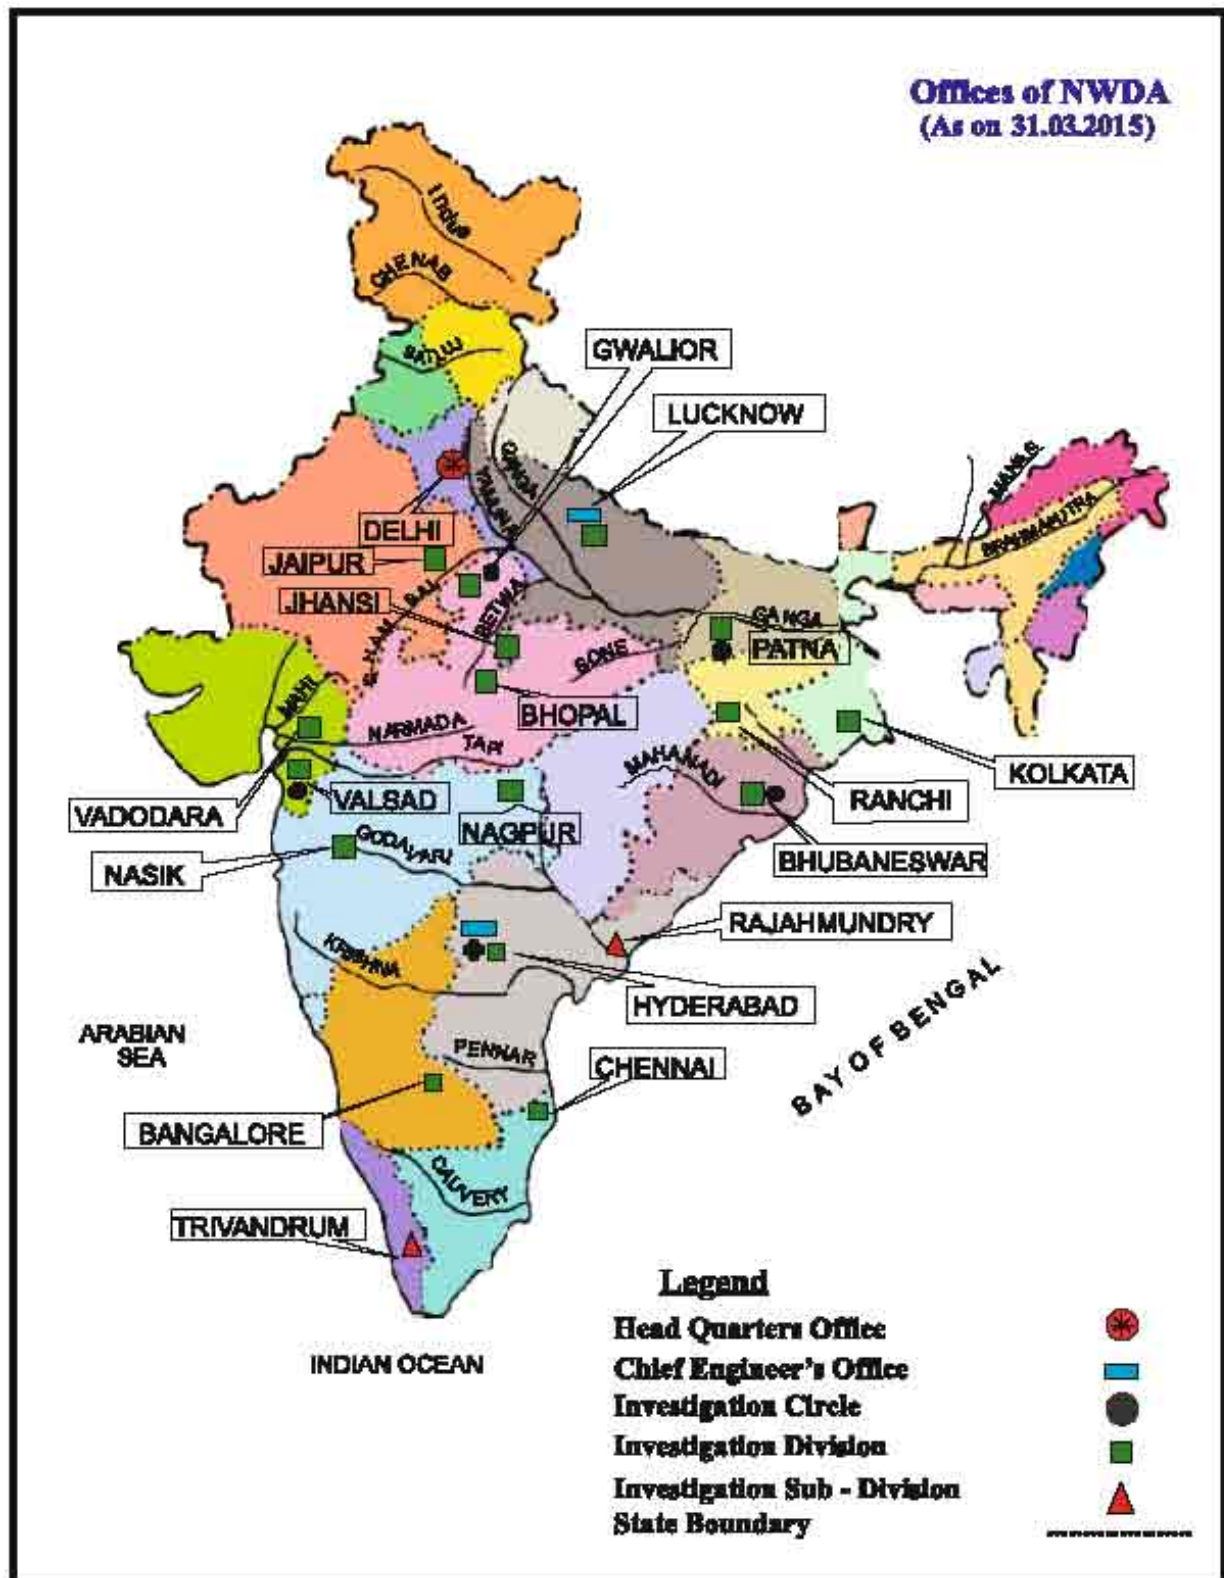 Offices of NWDA
(As on 31.03.2015)
Indus
CHENAB
SATLUJ
GWALIOR
LUCKNOW
GANGA
YAMUNA
MANAS
BRAHMAPUTRA
DELHI
JAIPUR
JHANSI
BETWA
GANGA
SONE
PATNA
MAHI
BHOPAL
NARMADA
TAPI
MAHANADI
KOLKATA
VADODARA
VALSAD
NAGPUR
RANCHI
GODAVARI
NASIK
BHUBANESWAR
RAJAHMUNDRY
KRISHNA
HYDERABAD
ARABIAN
SEA
BAY OF BENGAL
PENNAR
CHENNAI
BANGALORE
CAUVERY
TRIVANDRUM
INDIAN OCEAN
Legend
Head Quarters Office
Chief Engineer's Office
Investigation Circle
Investigation Division
Investigation Sub - Division
State Boundary